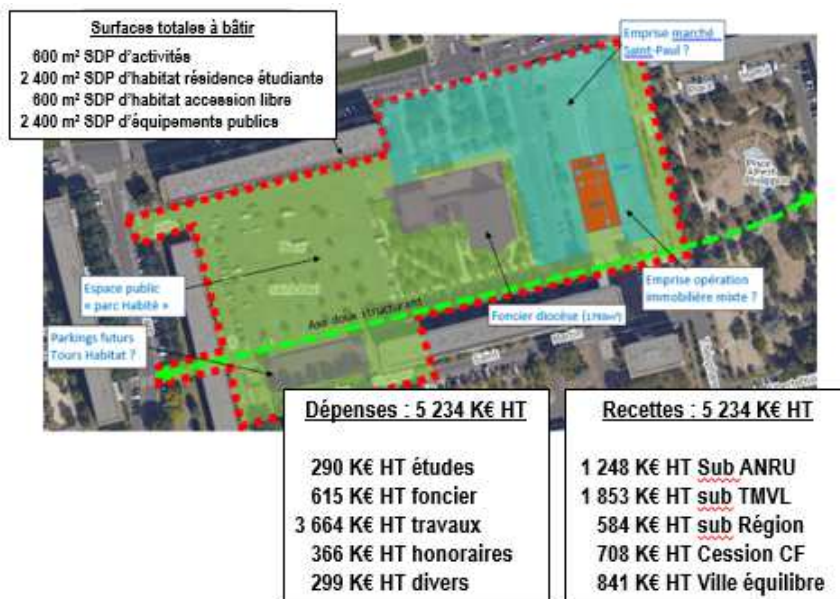 Surfaces totales à bâtir
600 m² SDP d'activités
2 400 m² SDP d'habitat résidence étudiante
600 m² SDP d'habitat accession libre
2 400 m² SDP d'équipements publics
Emprise marché
Saint-Paul ?
Espace public
« parc Habité »
Parkings futurs
Tours Habitat ?
Axe doux structurant
Foncier diocèse (1793m²)
Emprise opération
immobilière mixte ?
Saint
Martin
Place
Dépenses : 5 234 K€ HT
290 K€ HT études
615 K€ HT foncier
3 664 K€ HT travaux
366 K€ HT honoraires
299 K€ HT divers
Recettes : 5 234 K€ HT
1 248 K€ HT Sub ANRU
1 853 K€ HT sub TMVL
584 K€ HT sub Région
708 K€ HT Cession CF
841 K€ HT Ville équilibre